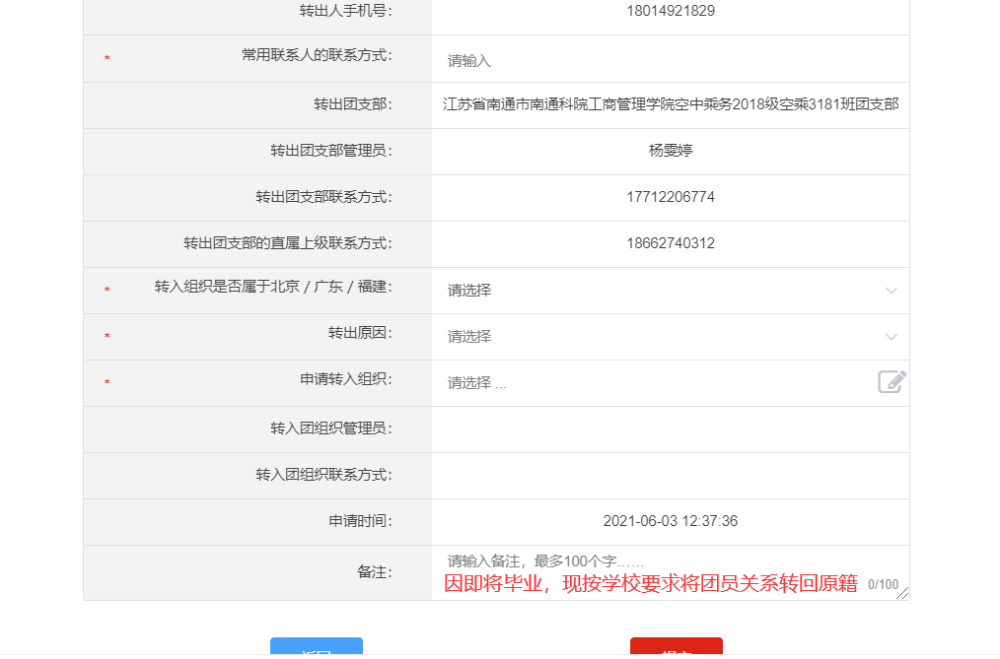 转出人手机号: 18014921829
* 常用联系人的联系方式: 请输入
转出团支部: 江苏省南通市南通科院工商管理学院空中乘务2018级空乘3181班团支部
转出团支部管理员: 杨雯婷
转出团支部联系方式: 17712206774
转出团支部的直属上级联系方式: 18662740312
* 转入组织是否属于北京 / 广东 / 福建: 请选择
* 转出原因: 请选择
* 申请转入组织: 请选择 ...
转入团组织管理员:
转入团组织联系方式:
申请时间: 2021-06-03 12:37:36
备注: 请输入备注，最多100个字......
因即将毕业，现按学校要求将团员关系转回原籍 0/100
返回 提交